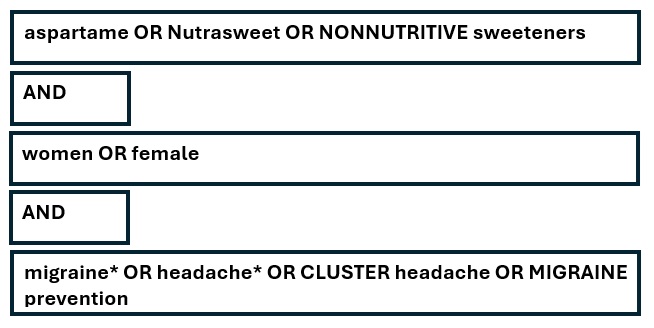 aspartame OR Nutrasweet OR NONNUTRITIVE sweeteners
AND
women OR female
AND
migraine* OR headache* OR CLUSTER headache OR MIGRAINE
prevention